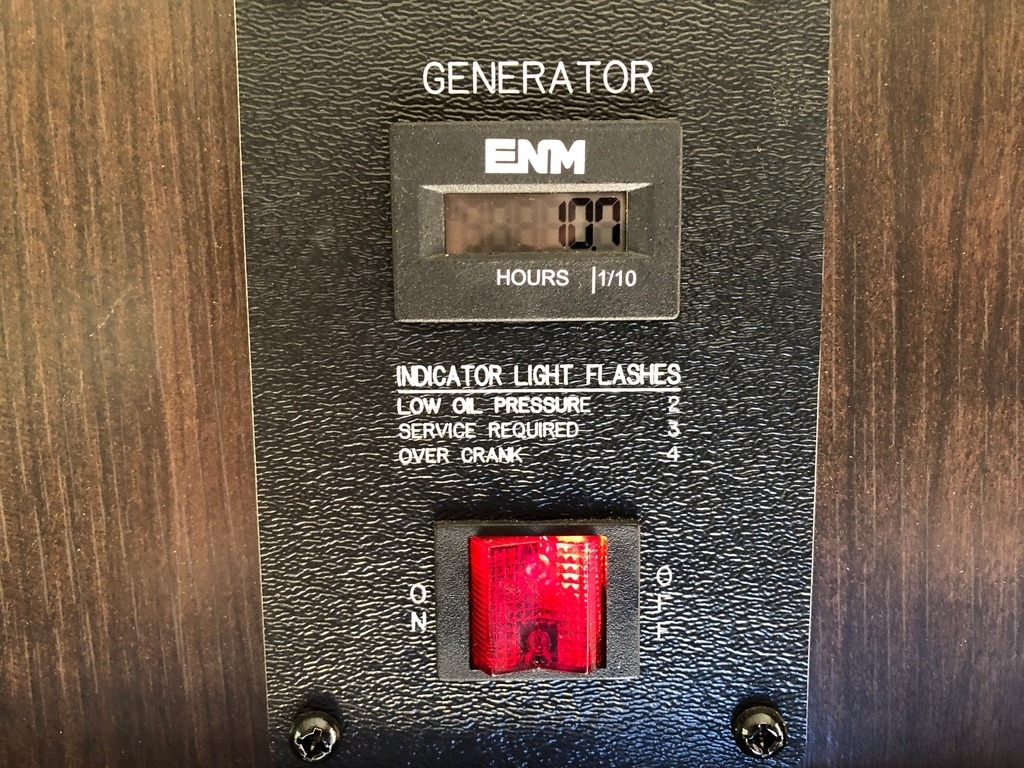 GENERATOR
ENM
10.7
HOURS |1/10
INDICATOR LIGHT FLASHES
LOW OIL PRESSURE 2
SERVICE REQUIRED 3
OVER CRANK 4
ON
OFF